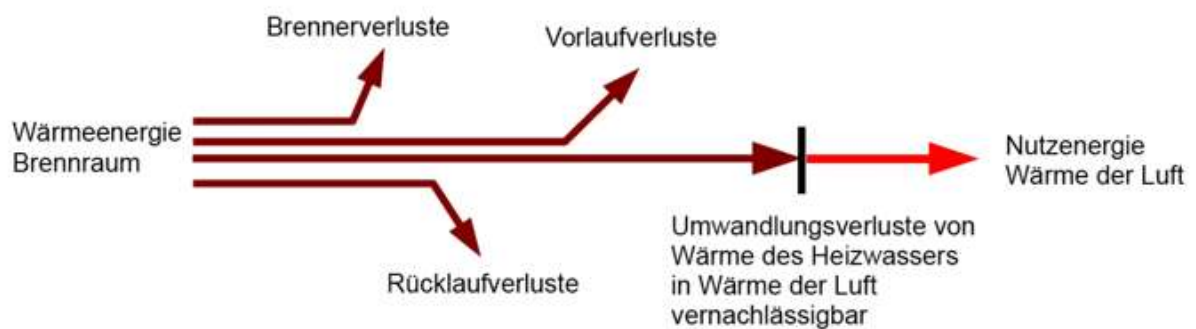 Brennerverluste
Vorlaufverluste
Wärmeenergie
Brennraum
Nutzenergie
Wärme der Luft
Rücklaufverluste
Umwandlungsverluste von
Wärme des Heizwassers
in Wärme der Luft
vernachlässigbar